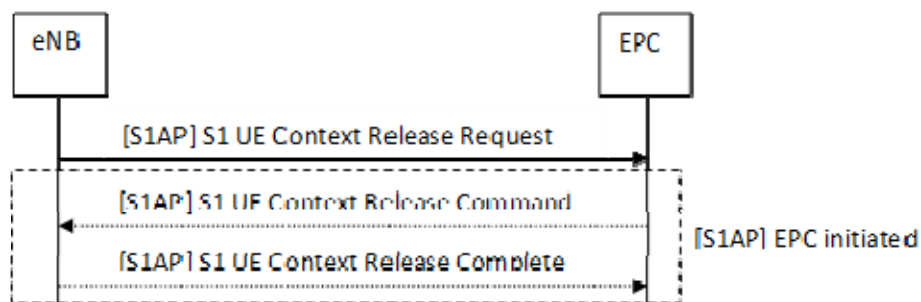 eNB
EPC
[S1AP] S1 UE Context Release Request
[S1AP] S1 UE Context Release Command
[S1AP] EPC initiated
[S1AP] S1 UE Context Release Complete